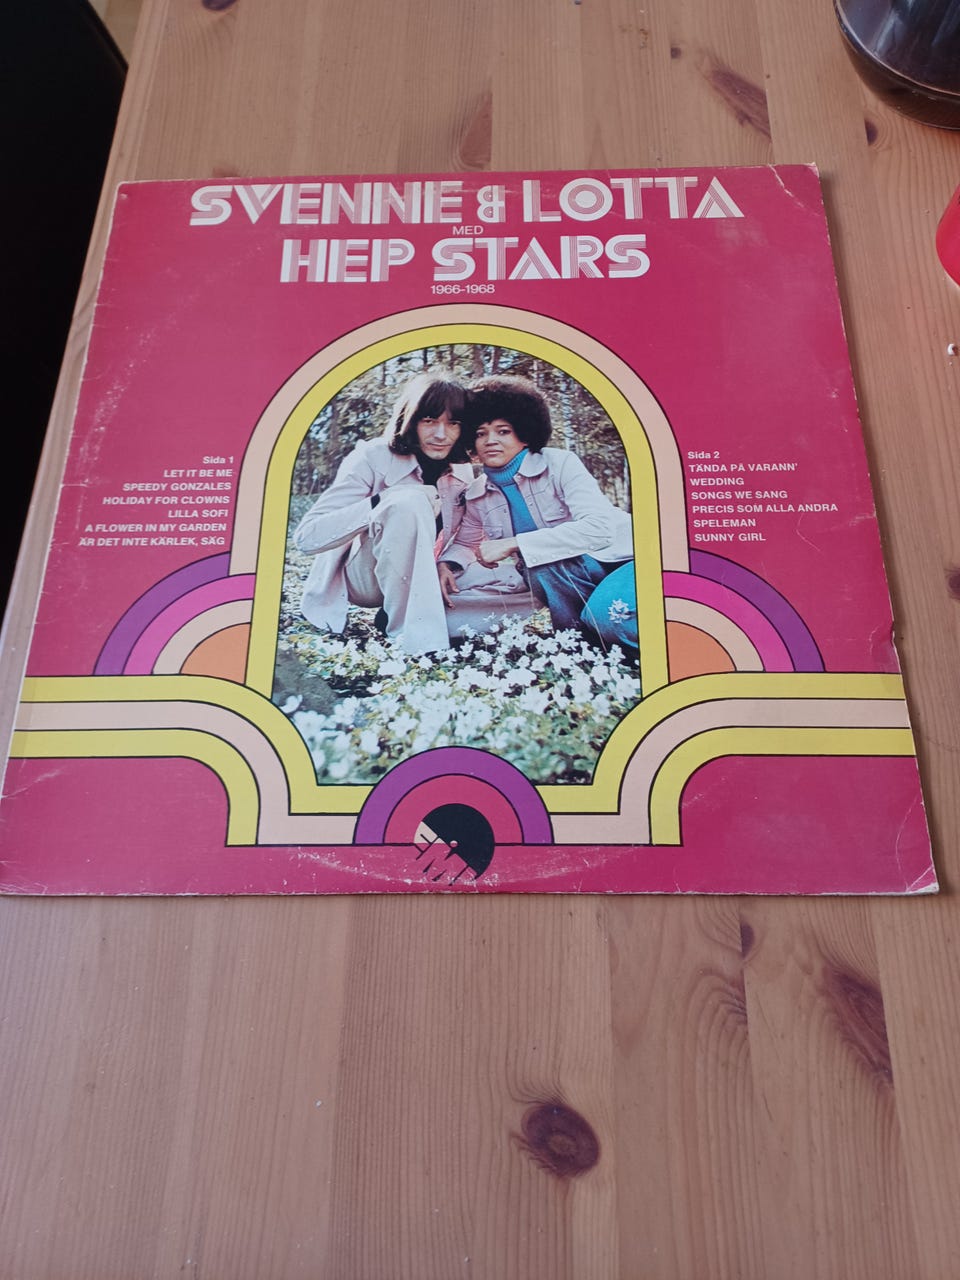 SVENNE & LOTTA
MED
HEP STARS
1966-1968
Sida 1
LET IT BE ME
SPEEDY GONZALES
HOLIDAY FOR CLOWNS
LILLA SOFI
A FLOWER IN MY GARDEN
ÄR DET INTE KÄRLEK, SÄG
Sida 2
TÄNDA PÅ VARANN'
WEDDING
SONGS WE SANG
PRECIS SOM ALLA ANDRA
SPELEMAN
SUNNY GIRL
EMI